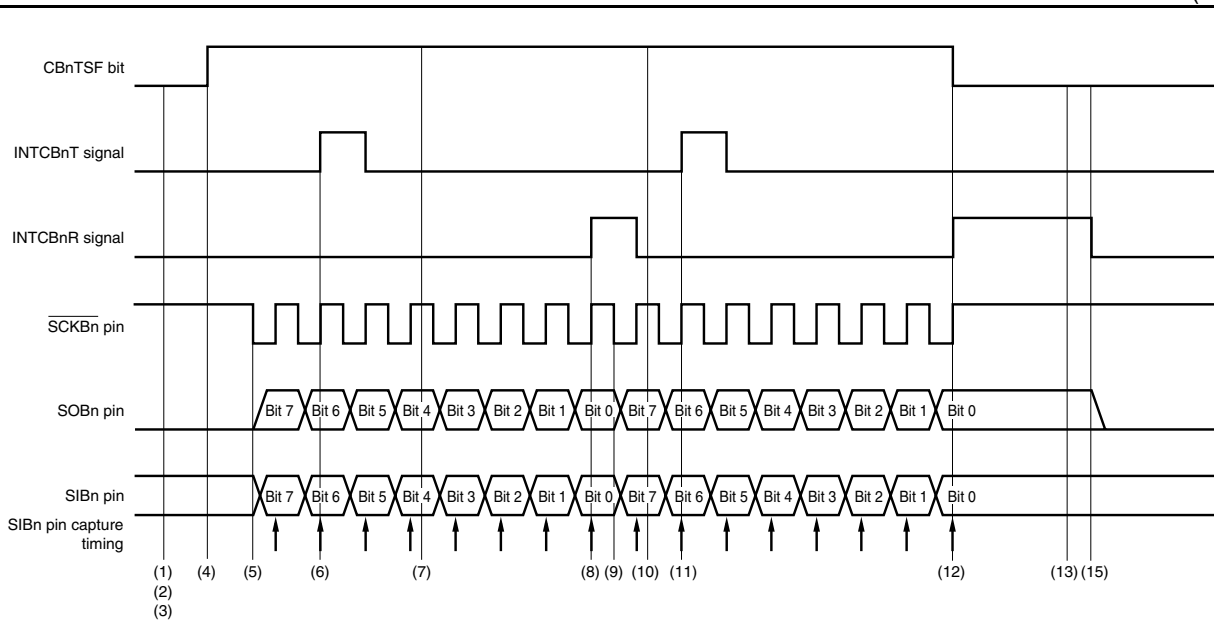 (
CBnTSF bit
INTCBnT signal
INTCBnR signal
SCKBn pin
SOBn pin
Bit 7 Bit 6 Bit 5 Bit 4 Bit 3 Bit 2 Bit 1 Bit 0 Bit 7 Bit 6 Bit 5 Bit 4 Bit 3 Bit 2 Bit 1 Bit 0
SIBn pin
Bit 7 Bit 6 Bit 5 Bit 4 Bit 3 Bit 2 Bit 1 Bit 0 Bit 7 Bit 6 Bit 5 Bit 4 Bit 3 Bit 2 Bit 1 Bit 0
SIBn pin capture
timing
(1) (4) (5) (6) (7) (8) (9) (10) (11) (12) (13) (15)
(2)
(3)